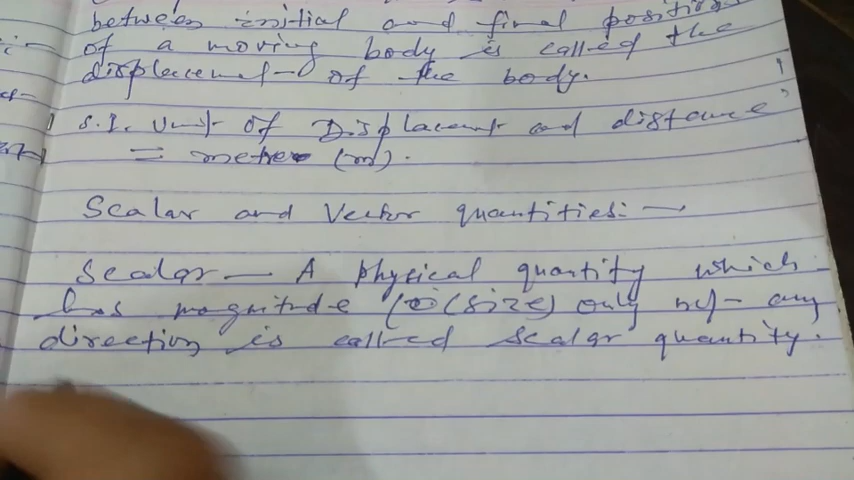 between initial and final position
of a moving body is called the
displacement of the body.
S.I. Unit of Displacement and distance
= metre (m).
Scalar and Vector quantities: →
Scalar — A physical quantity which
has magnitude (size) only not any
direction is called scalar quantity.